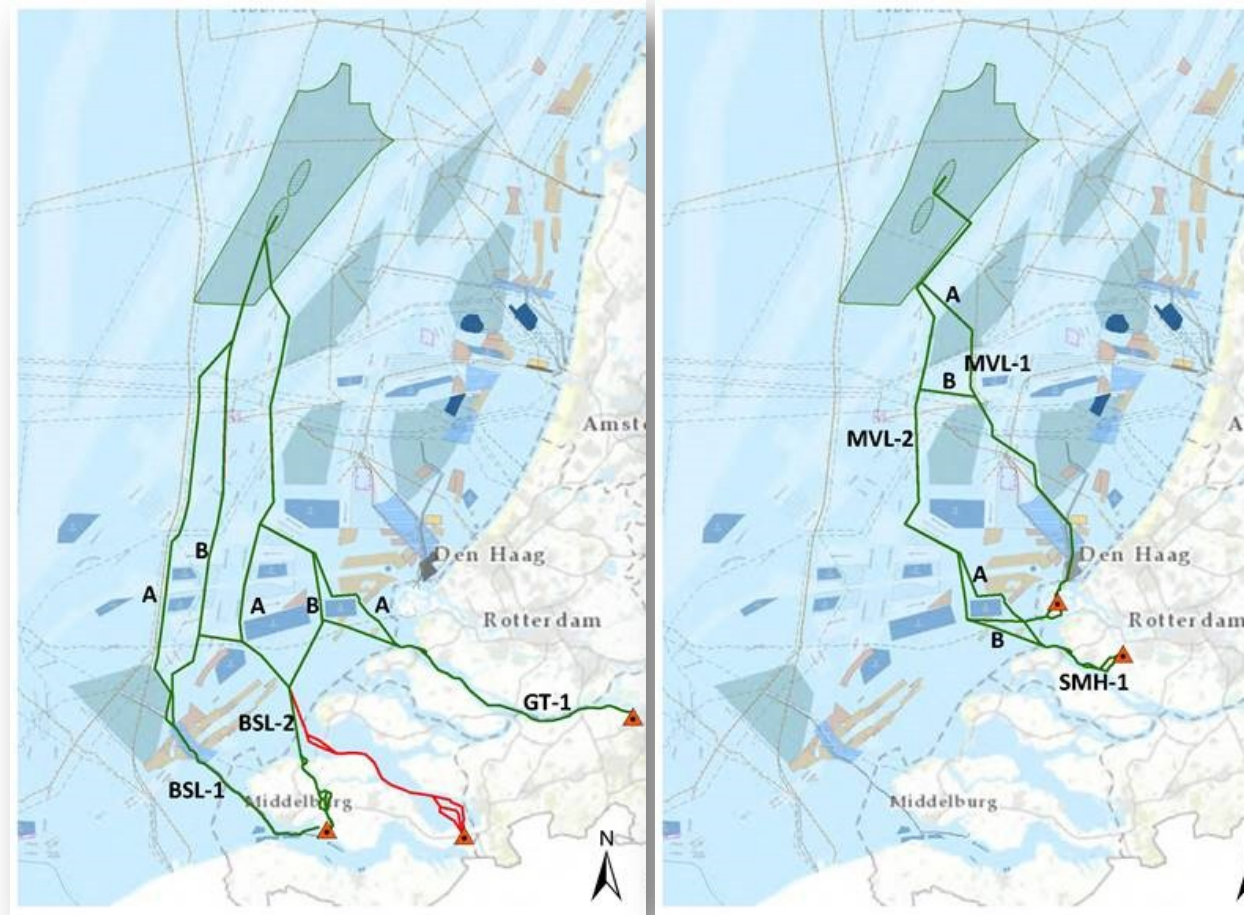 Amst
B
A
A
B
A
Den Haag
Rotterdam
GT-1
BSL-2
BSL-1
Middelburg
N
A
MVL-1
B
MVL-2
A
Den Haag
A
Rotterdam
B
SMH-1
Middelburg